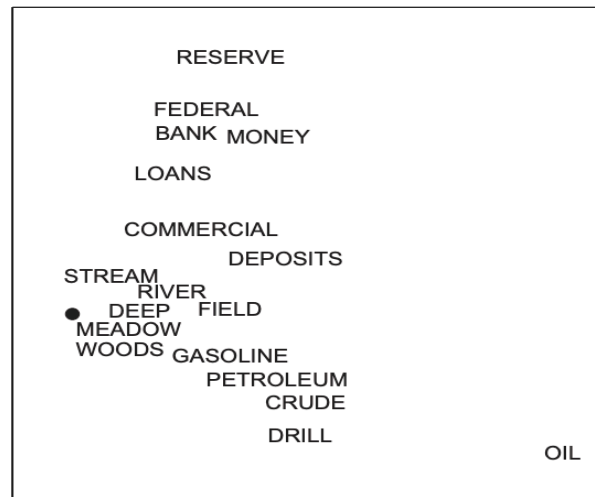 RESERVE
FEDERAL
BANK MONEY
LOANS
COMMERCIAL
DEPOSITS
STREAM
RIVER
DEEP FIELD
MEADOW
WOODS GASOLINE
PETROLEUM
CRUDE
DRILL
OIL